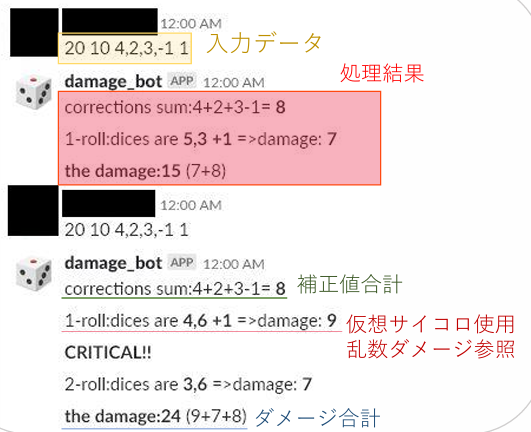 12:00 AM
20 10 4,2,3,-1 1
入力データ
damage_bot APP 12:00 AM
処理結果
corrections sum:4+2+3-1= 8
1-roll:dices are 5,3 +1 =>damage: 7
the damage:15 (7+8)
12:00 AM
20 10 4,2,3,-1 1
damage_bot APP 12:00 AM
corrections sum:4+2+3-1= 8
補正値合計
1-roll:dices are 4,6 +1 =>damage: 9
仮想サイコロ使用
乱数ダメージ参照
CRITICAL!!
2-roll:dices are 3,6 =>damage: 7
the damage:24 (9+7+8)
ダメージ合計